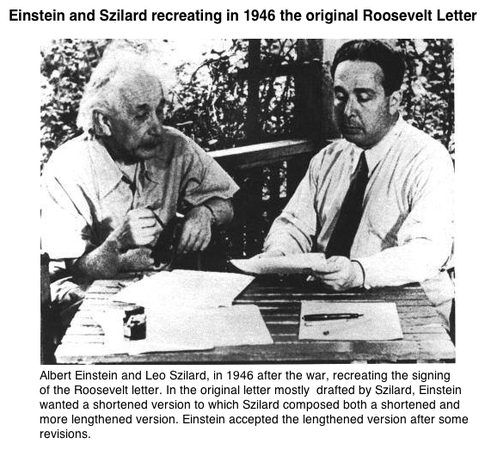 Einstein and Szilard recreating in 1946 the original Roosevelt Letter
Albert Einstein and Leo Szilard, in 1946 after the war, recreating the signing
of the Roosevelt letter. In the original letter mostly  drafted by Szilard, Einstein
wanted a shortened version to which Szilard composed both a shortened and
more lengthened version. Einstein accepted the lengthened version after some
revisions.